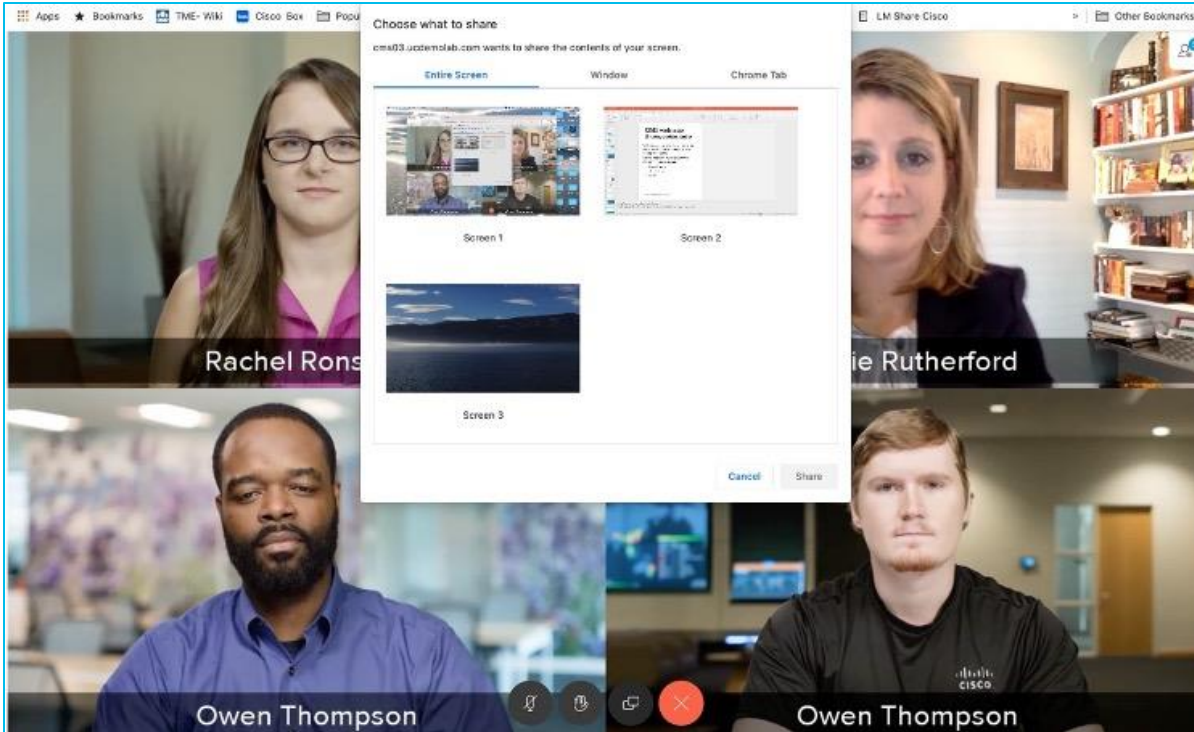 Apps Bookmarks TME- Wiki Cisco Box Popu
LM Share Cisco » Other Bookmarks
Choose what to share
cms03.ucdemolab.com wants to share the contents of your screen.
Entire Screen Window Chrome Tab
Screen 1 Screen 2
Screen 3
Cancel Share
Rachel Rons
ie Rutherford
CISCO
Owen Thompson
Owen Thompson